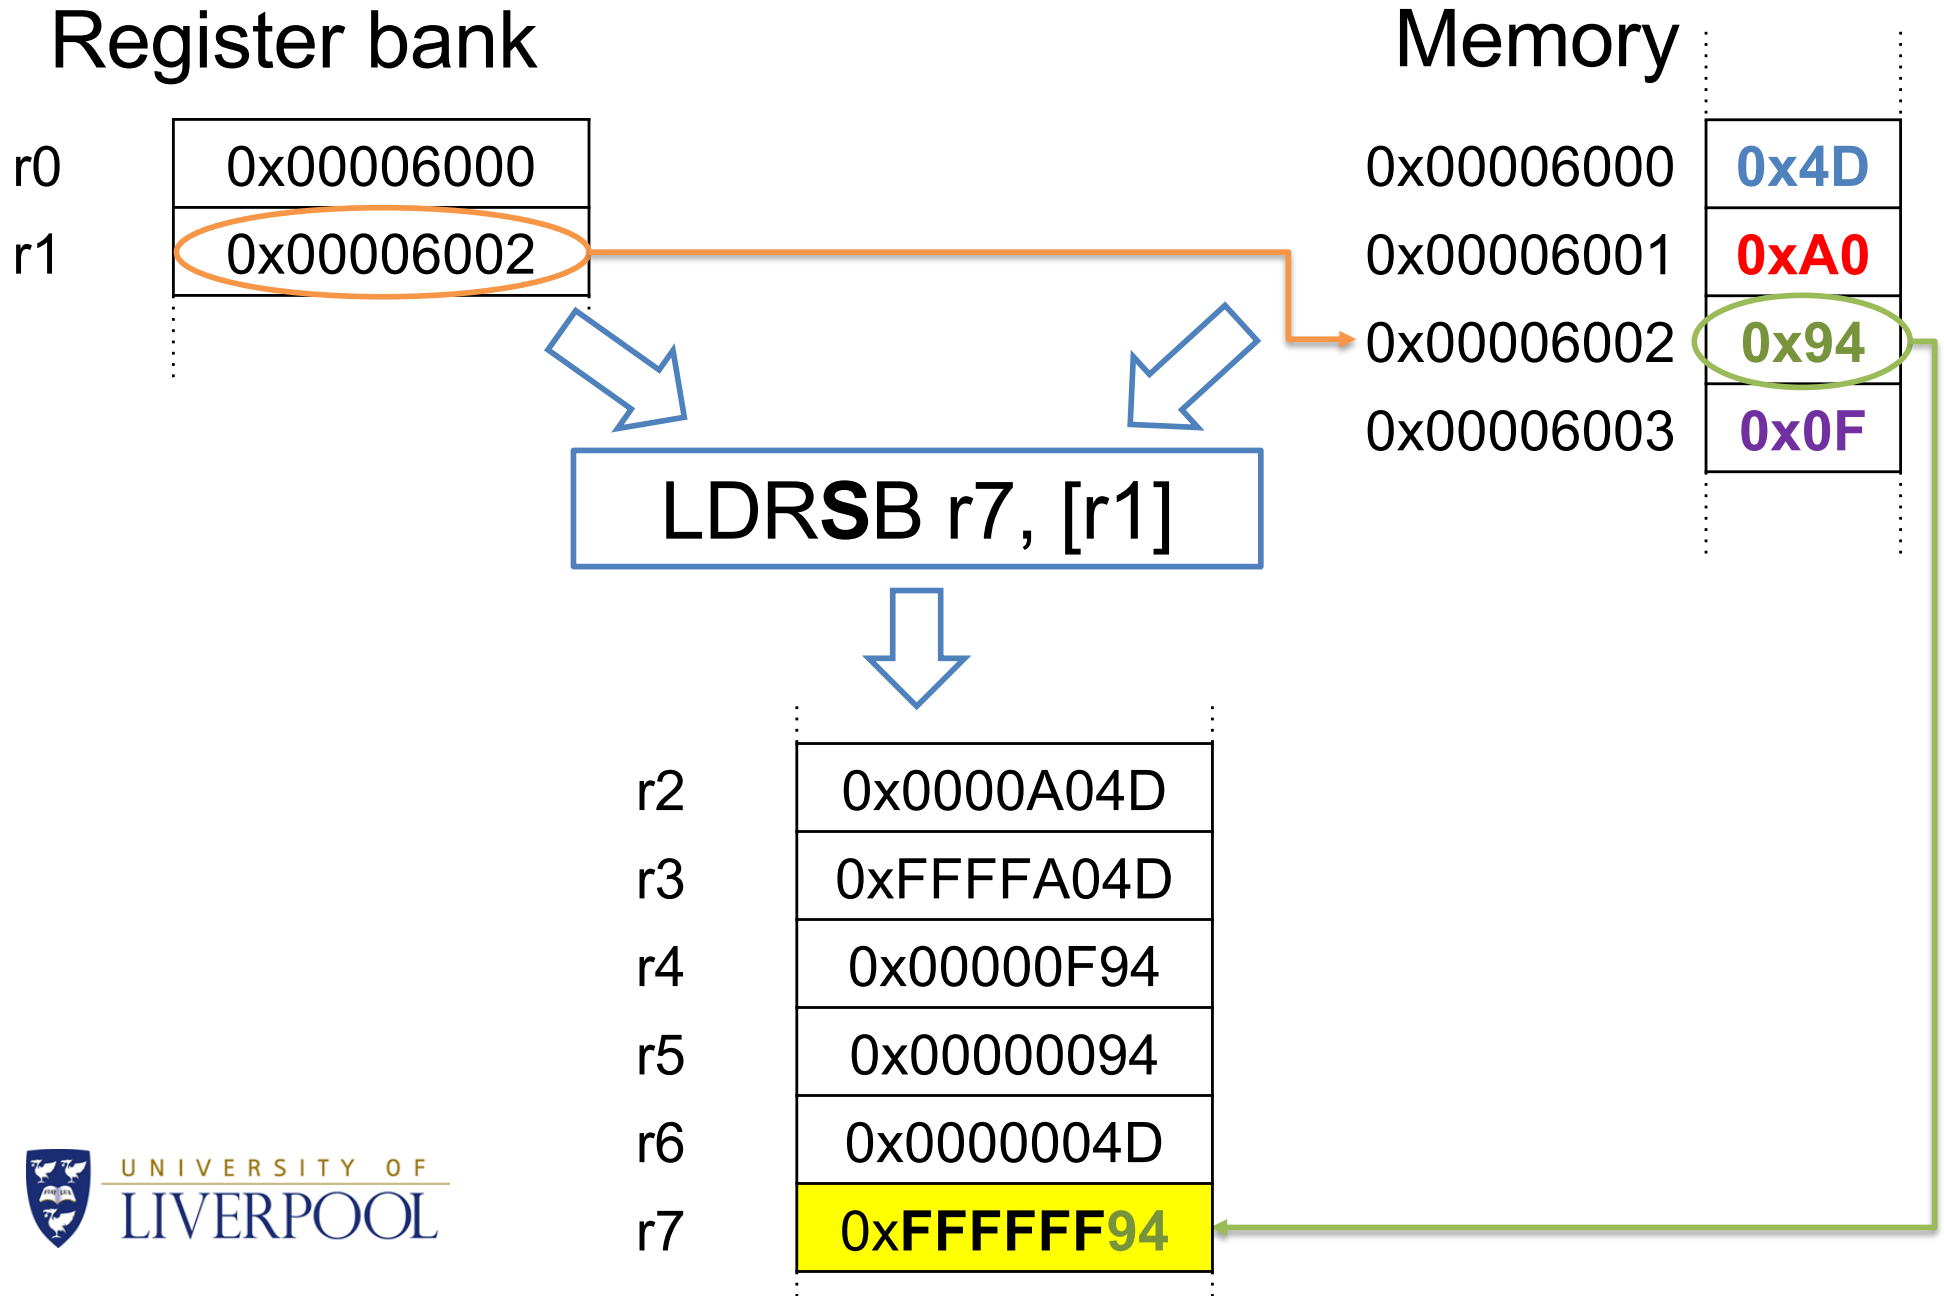 Register bank
Memory
r0 0x00006000
r1 0x00006002
0x00006000 0x4D
0x00006001 0xA0
0x00006002 0x94
0x00006003 0x0F
LDRSB r7, [r1]
r2 0x0000A04D
r3 0xFFFFA04D
r4 0x00000F94
r5 0x00000094
r6 0x0000004D
r7 0xFFFFFF94
UNIVERSITY OF
LIVERPOOL